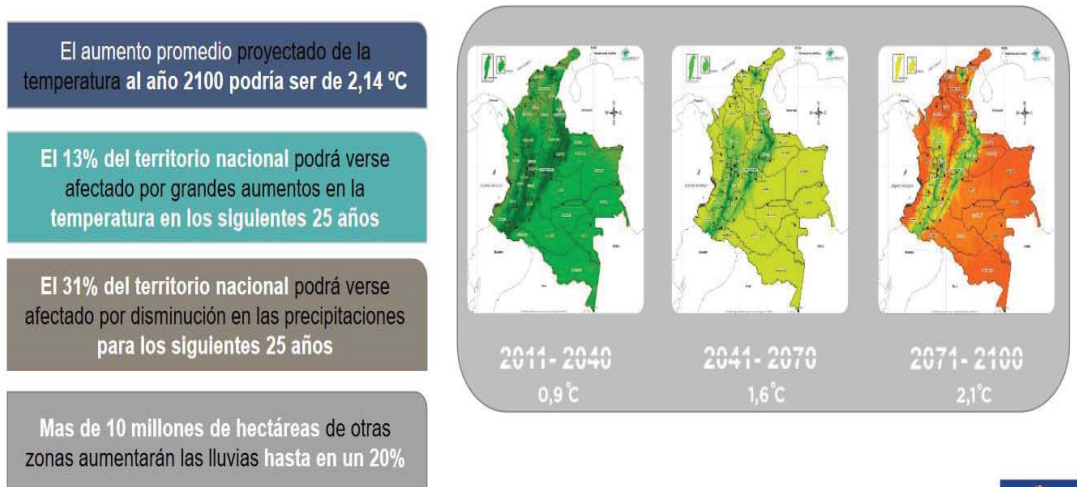 El aumento promedio proyectado de la
temperatura al año 2100 podría ser de 2,14 ºC
El 13% del territorio nacional podrá verse
afectado por grandes aumentos en la
temperatura en los siguientes 25 años
El 31% del territorio nacional podrá verse
afectado por disminución en las precipitaciones
para los siguientes 25 años
Mas de 10 millones de hectáreas de otras
zonas aumentarán las lluvias hasta en un 20%
2011- 2040
0,9°C
2041- 2070
1,6°C
2071- 2100
2,1°C